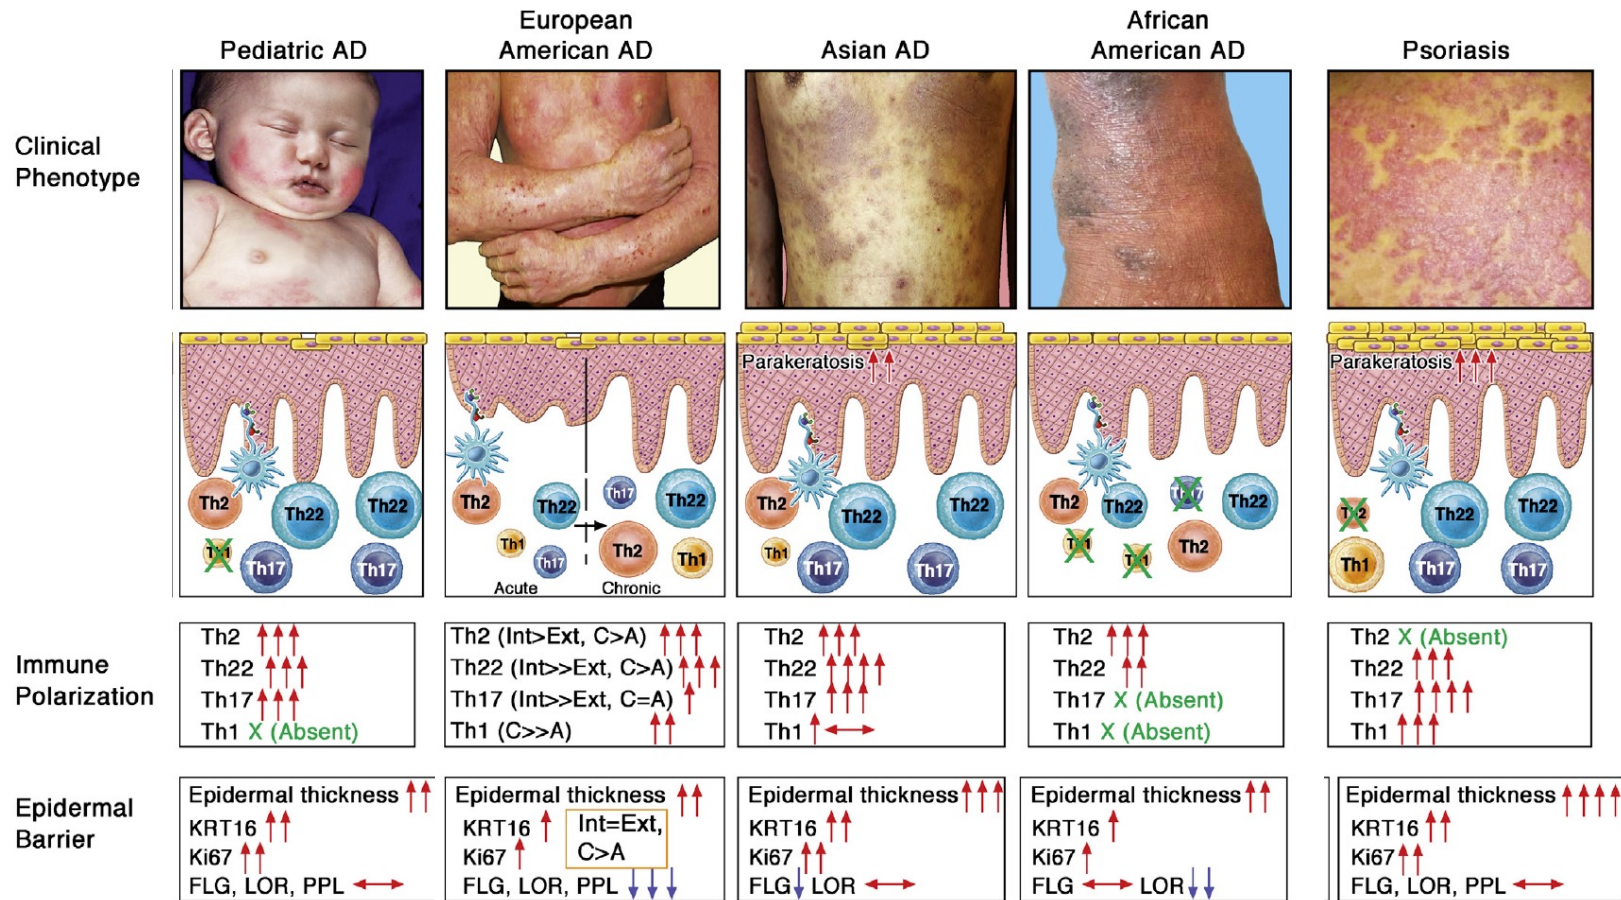 Pediatric AD
European
American AD
Asian AD
African
American AD
Psoriasis
Clinical
Phenotype
Parakeratosis
Parakeratosis
Th2
Th22
Th1
Th17
Th17
Th2
Th22
Th1
Th17
Acute
Th17
Th22
Th2
Th1
Chronic
Th2
Th22
Th22
Th1
Th17
Th17
Th2
Th22
Th17
Th22
Th1
Th1
Th2
Th2
Th22
Th22
Th1
Th17
Th17
Immune
Polarization
Th2
Th22
Th17
Th1 X (Absent)
Th2 (Int>Ext, C>A)
Th22 (Int>>Ext, C>A)
Th17 (Int>>Ext, C=A)
Th1 (C>>A)
Th2
Th22
Th17
Th1
Th2
Th22
Th17 X (Absent)
Th1 X (Absent)
Th2 X (Absent)
Th22
Th17
Th1
Epidermal
Barrier
Epidermal thickness
KRT16
Ki67
FLG, LOR, PPL
Epidermal thickness
KRT16
Ki67
Int=Ext,
C>A
FLG, LOR, PPL
Epidermal thickness
KRT16
Ki67
FLG LOR
Epidermal thickness
KRT16
Ki67
FLG LOR
Epidermal thickness
KRT16
Ki67
FLG, LOR, PPL